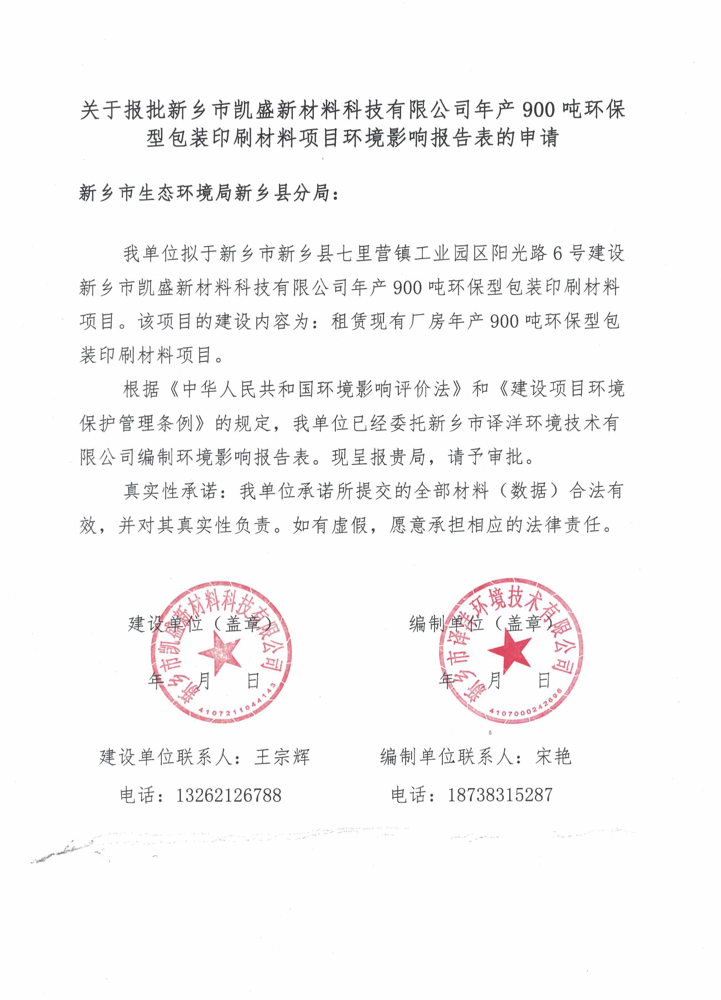 关于报批新乡市凯盛新材料科技有限公司年产 900 吨环保
型包装印刷材料项目环境影响报告表的申请
新乡市生态环境局新乡县分局：
我单位拟于新乡市新乡县七里营镇工业园区阳光路 6 号建设
新乡市凯盛新材料科技有限公司年产 900 吨环保型包装印刷材料
项目。该项目的建设内容为：租赁现有厂房年产 900 吨环保型包
装印刷材料项目。
根据《中华人民共和国环境影响评价法》和《建设项目环境
保护管理条例》的规定，我单位已经委托新乡市译洋环境技术有
限公司编制环境影响报告表。现呈报贵局，请予审批。
真实性承诺：我单位承诺所提交的全部材料（数据）合法有
效，并对其真实性负责。如有虚假，愿意承担相应的法律责任。
新乡市凯盛新材料科技有限公司
建设单位（盖章）
年 月 日
4107211044143
新乡市译洋环境技术有限公司
编制单位（盖章）
年 月 日
4107000242696
建设单位联系人：王宗辉 编制单位联系人：宋艳
电话：13262126788 电话：18738315287